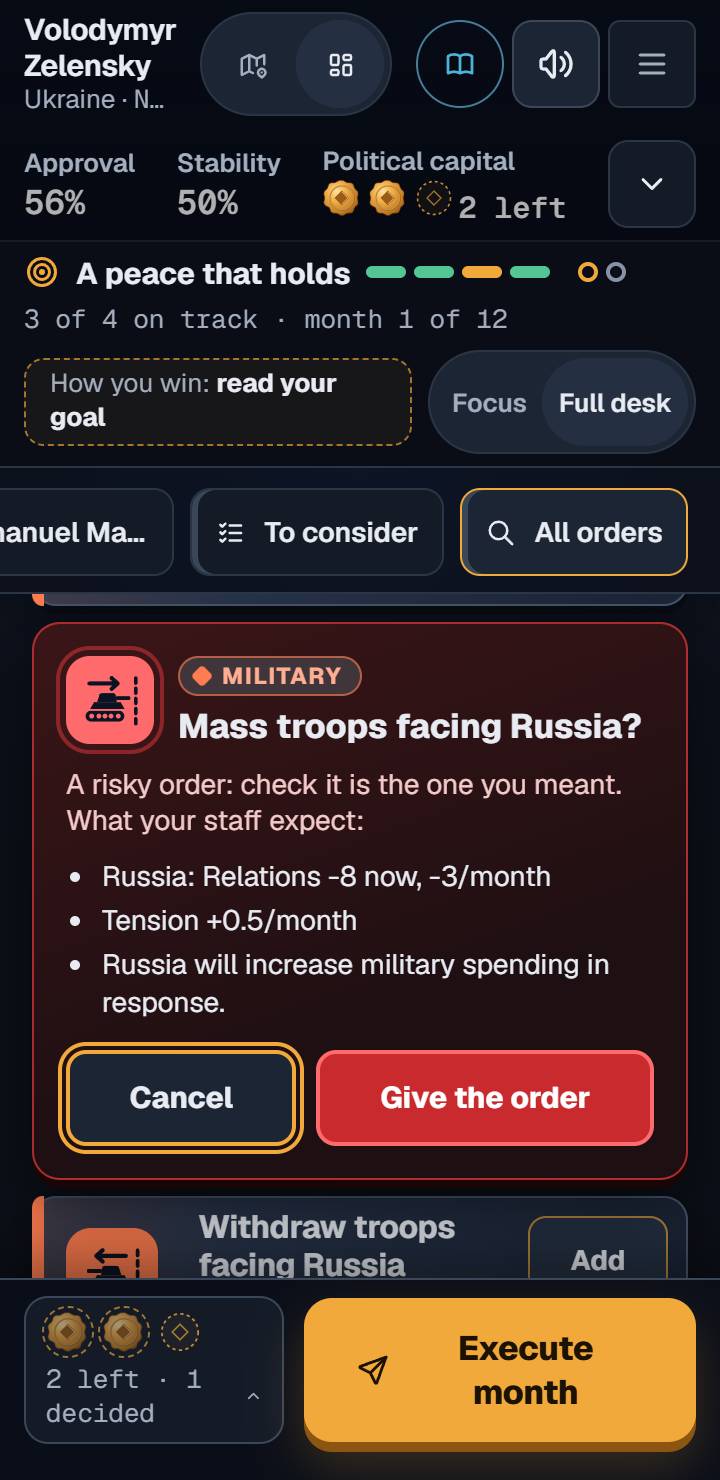 Volodymyr
Zelensky
Ukraine · N…
Approval
56%
Stability
50%
Political capital
2 left
A peace that holds
3 of 4 on track · month 1 of 12
How you win: read your
goal
Focus
Full desk
anuel Ma…
To consider
All orders
MILITARY
Mass troops facing Russia?
A risky order: check it is the one you meant.
What your staff expect:
• Russia: Relations -8 now, -3/month
• Tension +0.5/month
• Russia will increase military spending in
response.
Cancel
Give the order
Withdraw troops
facing Russia
Add
2 left · 1
decided
Execute
month